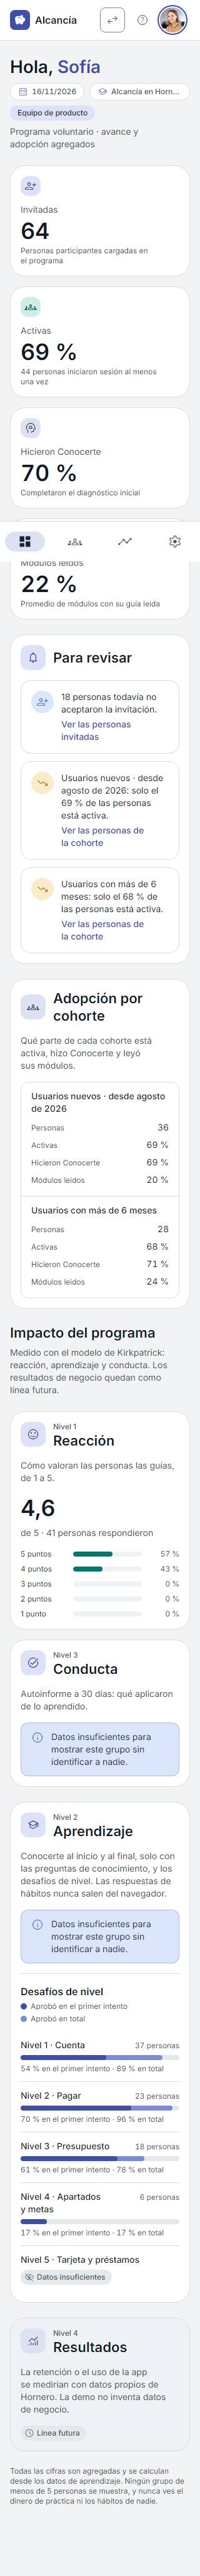 Alcancía
Hola, Sofía
16/11/2026
Alcancía en Horn...
Equipo de producto
Programa voluntario · avance y
adopción agregados
Invitadas
64
Personas participantes cargadas en
el programa
Activas
69 %
44 personas iniciaron sesión al menos
una vez
Hicieron Conocerte
70 %
Completaron el diagnóstico inicial
Módulos leídos
22 %
Promedio de módulos con su guía leída
Para revisar
18 personas todavía no
aceptaron la invitación.
Ver las personas
invitadas
Usuarios nuevos · desde
agosto de 2026: solo el
69 % de las personas
está activa.
Ver las personas de
la cohorte
Usuarios con más de 6
meses: solo el 68 % de
las personas está activa.
Ver las personas de
la cohorte
Adopción por
cohorte
Qué parte de cada cohorte está
activa, hizo Conocerte y leyó
sus módulos.
Usuarios nuevos · desde agosto
de 2026
Personas 36
Activas 69 %
Hicieron Conocerte 69 %
Módulos leídos 20 %
Usuarios con más de 6 meses
Personas 28
Activas 68 %
Hicieron Conocerte 71 %
Módulos leídos 24 %
Impacto del programa
Medido con el modelo de Kirkpatrick:
reacción, aprendizaje y conducta. Los
resultados de negocio quedan como
línea futura.
Nivel 1
Reacción
Cómo valoran las personas las guías,
de 1 a 5.
4,6
de 5 · 41 personas respondieron
5 puntos 57 %
4 puntos 43 %
3 puntos 0 %
2 puntos 0 %
1 punto 0 %
Nivel 3
Conducta
Autoinforme a 30 días: qué aplicaron
de lo aprendido.
Datos insuficientes para
mostrar este grupo sin
identificar a nadie.
Nivel 2
Aprendizaje
Conocerte al inicio y al final, solo con
las preguntas de conocimiento, y los
desafíos de nivel. Las respuestas de
hábitos nunca salen del navegador.
Datos insuficientes para
mostrar este grupo sin
identificar a nadie.
Desafíos de nivel
Aprobó en el primer intento
Aprobó en total
Nivel 1 · Cuenta 37 personas
54 % en el primer intento · 89 % en total
Nivel 2 · Pagar 23 personas
70 % en el primer intento · 96 % en total
Nivel 3 · Presupuesto 18 personas
61 % en el primer intento · 78 % en total
Nivel 4 · Apartados
y metas 6 personas
17 % en el primer intento · 17 % en total
Nivel 5 · Tarjeta y préstamos
Datos insuficientes
Nivel 4
Resultados
La retención o el uso de la app
se medirían con datos propios de
Hornero. La demo no inventa datos
de negocio.
Línea futura
Todas las cifras son agregadas y se calculan
desde los datos de aprendizaje. Ningún grupo de
menos de 5 personas se muestra, y nunca ves el
dinero de práctica ni los hábitos de nadie.